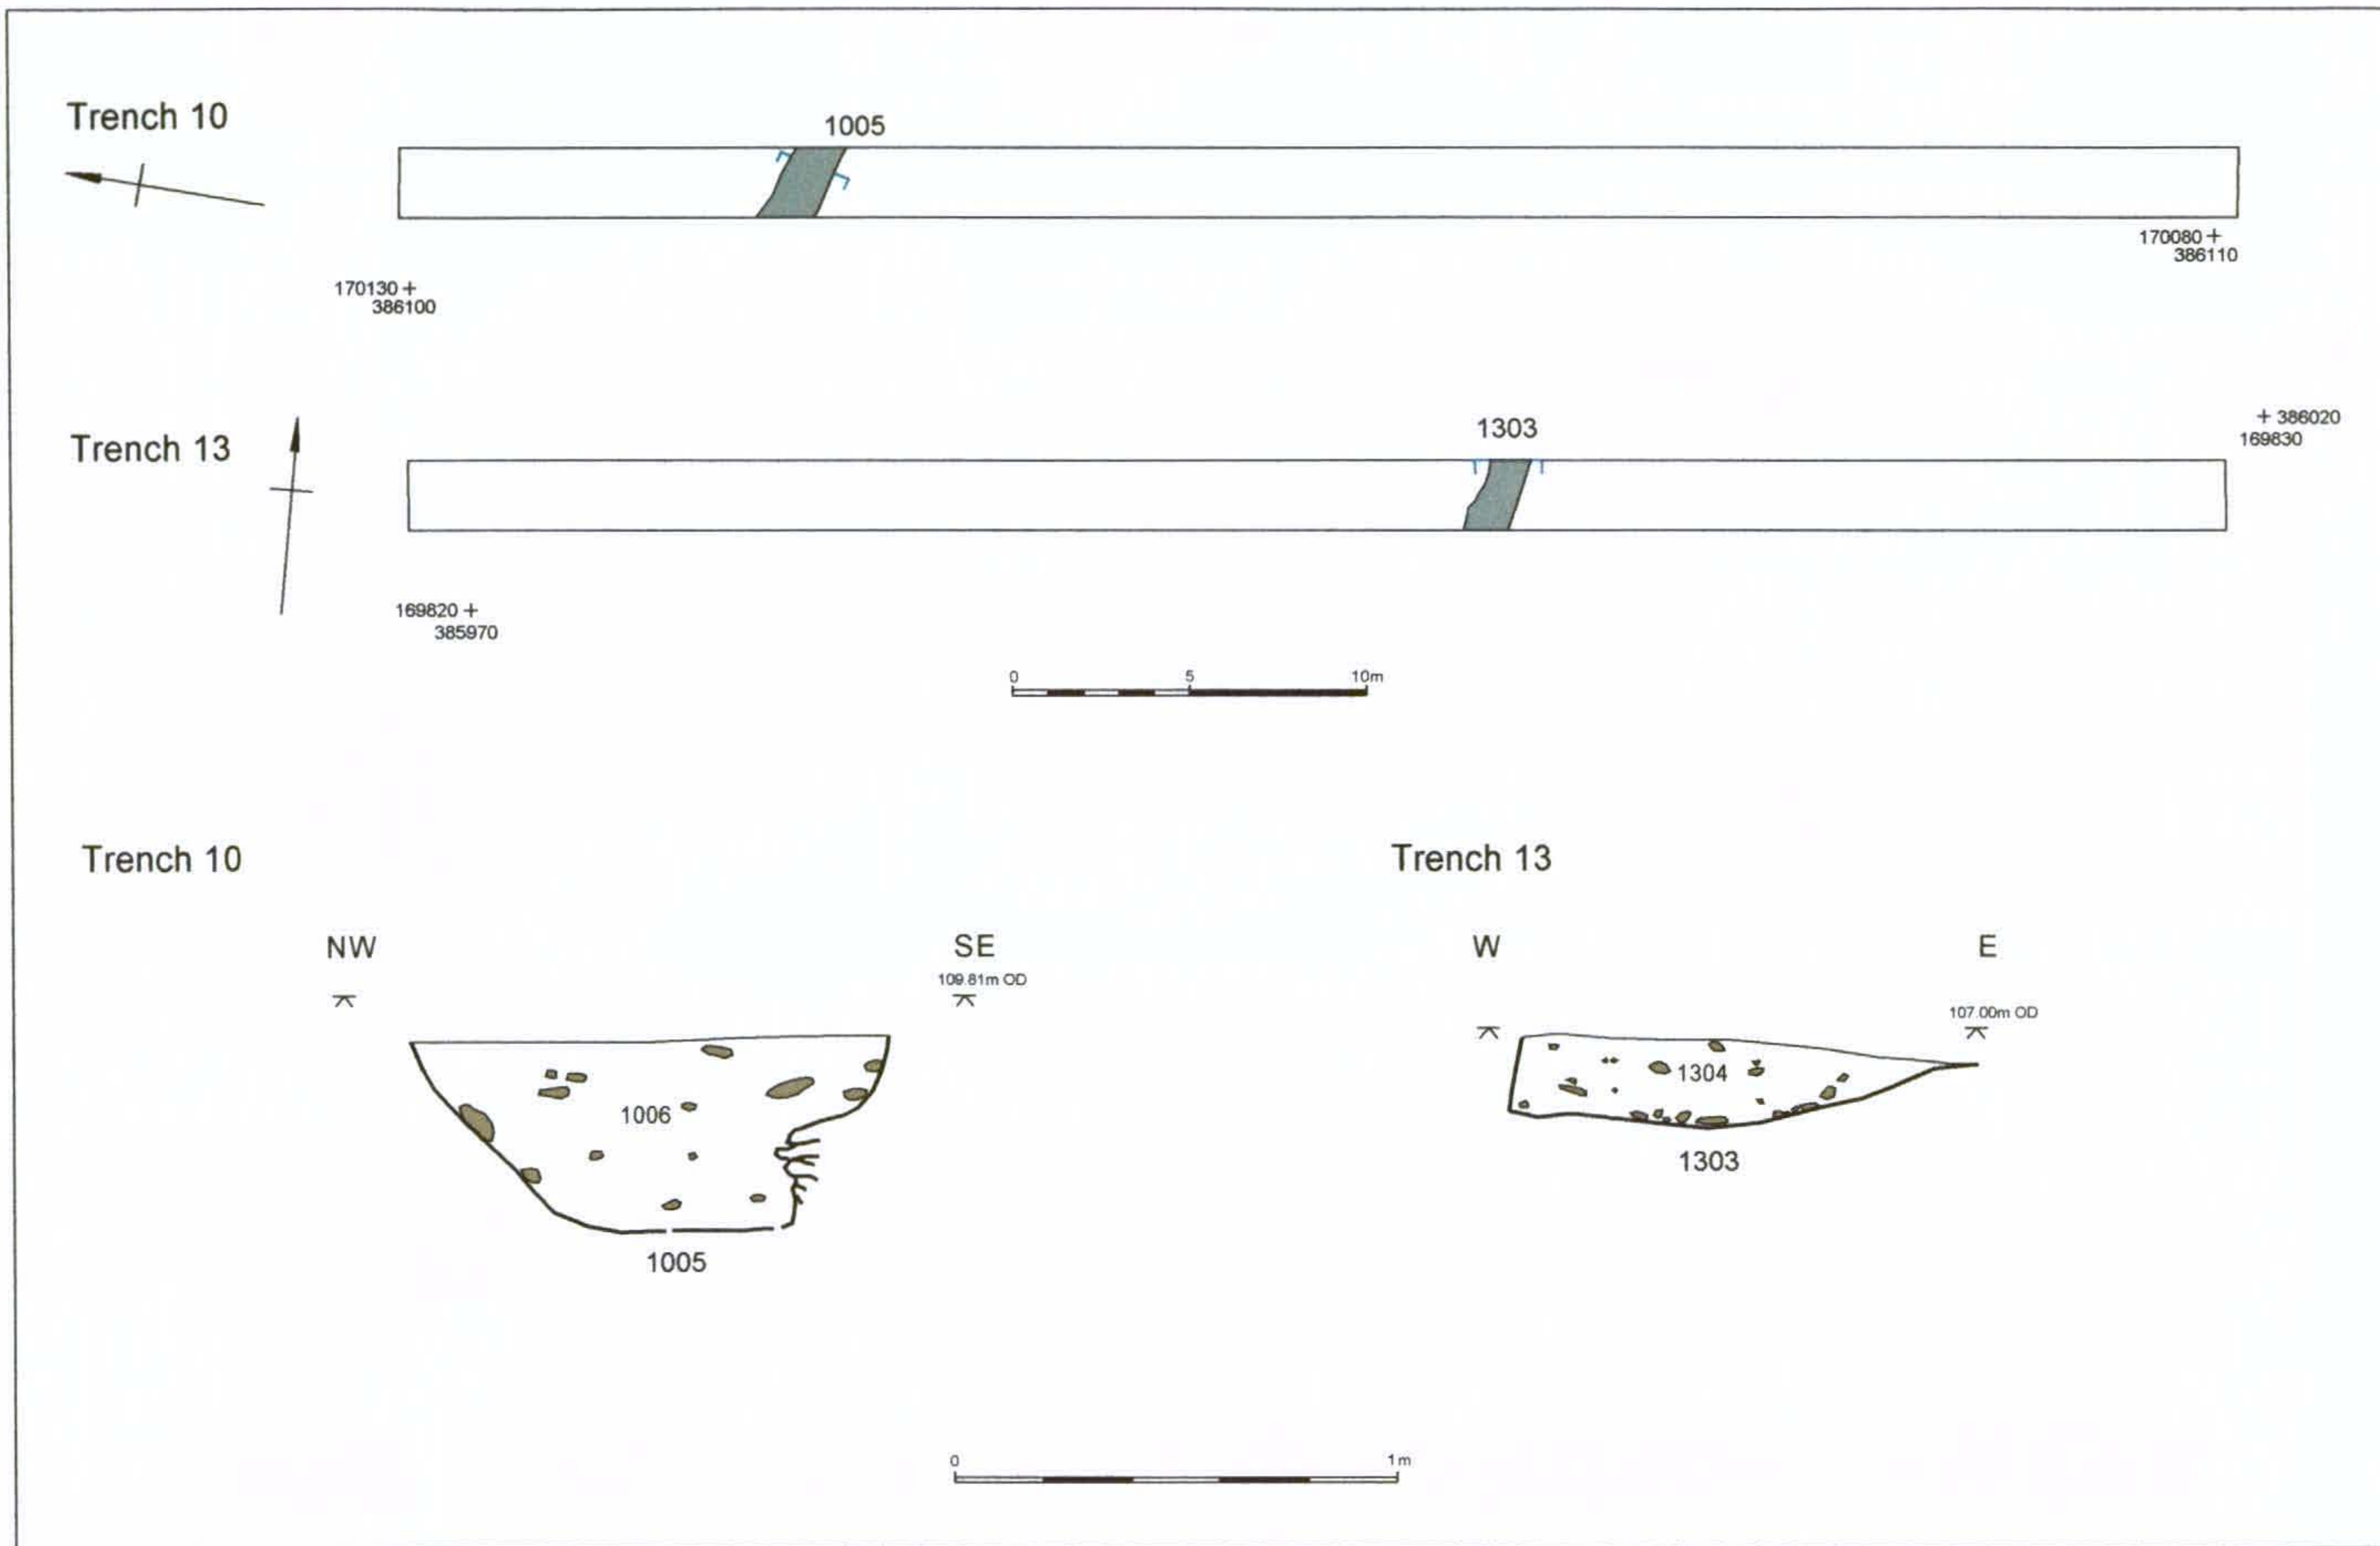 Trench 10
1005
170080 +
386110
170130 +
386100
Trench 13
1303
+ 386020
169830
169820 +
385970
0 5 10m
Trench 10
Trench 13
NW
SE
109.81m OD
W
E
107.00m OD
1006
1005
1304
1303
0 1m